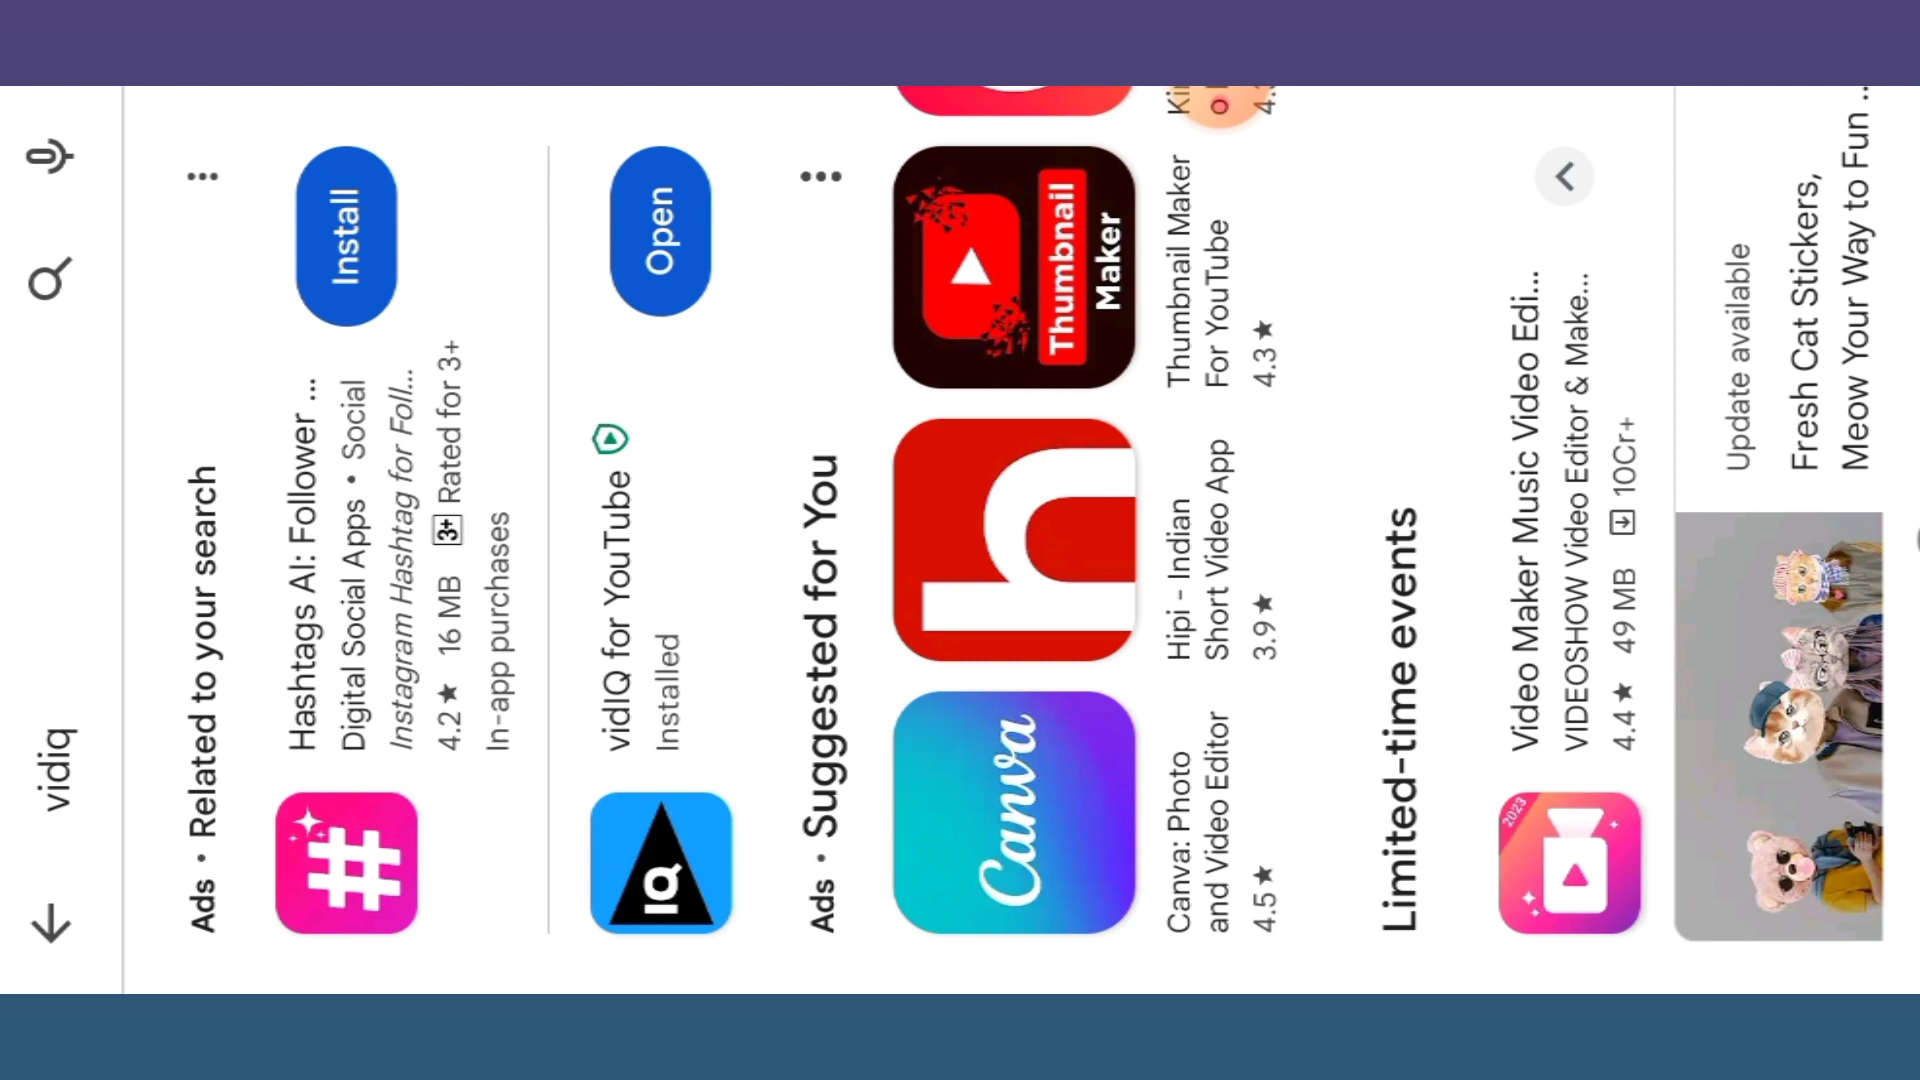 vidiq
Ads • Related to your search
#
Hashtags AI: Follower ...
Digital Social Apps • Social
Instagram Hashtag for Foll...
4.2★ 16 MB 3+ Rated for 3+
In-app purchases
Install
IQ
vidIQ for YouTube
Installed
Open
Ads • Suggested for You
Canva
Canva: Photo
and Video Editor
4.5★
h
Hipi - Indian
Short Video App
3.9★
Thumbnail
Maker
Thumbnail Maker
For YouTube
4.3★
Limited-time events
2023
Video Maker Music Video Edi...
VIDEOSHOW Video Editor & Make...
4.4★ 49 MB 10Cr+
Update available
Fresh Cat Stickers,
Meow Your Way to Fun ...